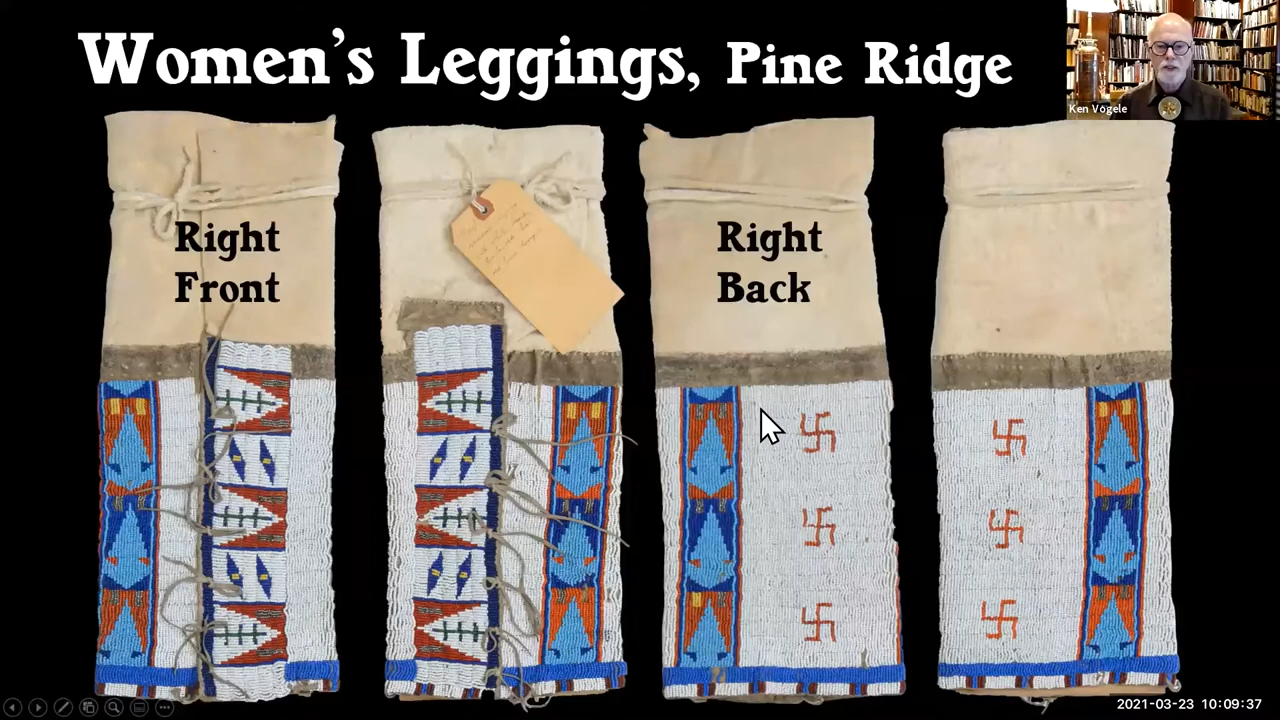 Women's Leggings, Pine Ridge
Ken Vogele
Right
Front
Right
Back
2021-03-23 10:09:37